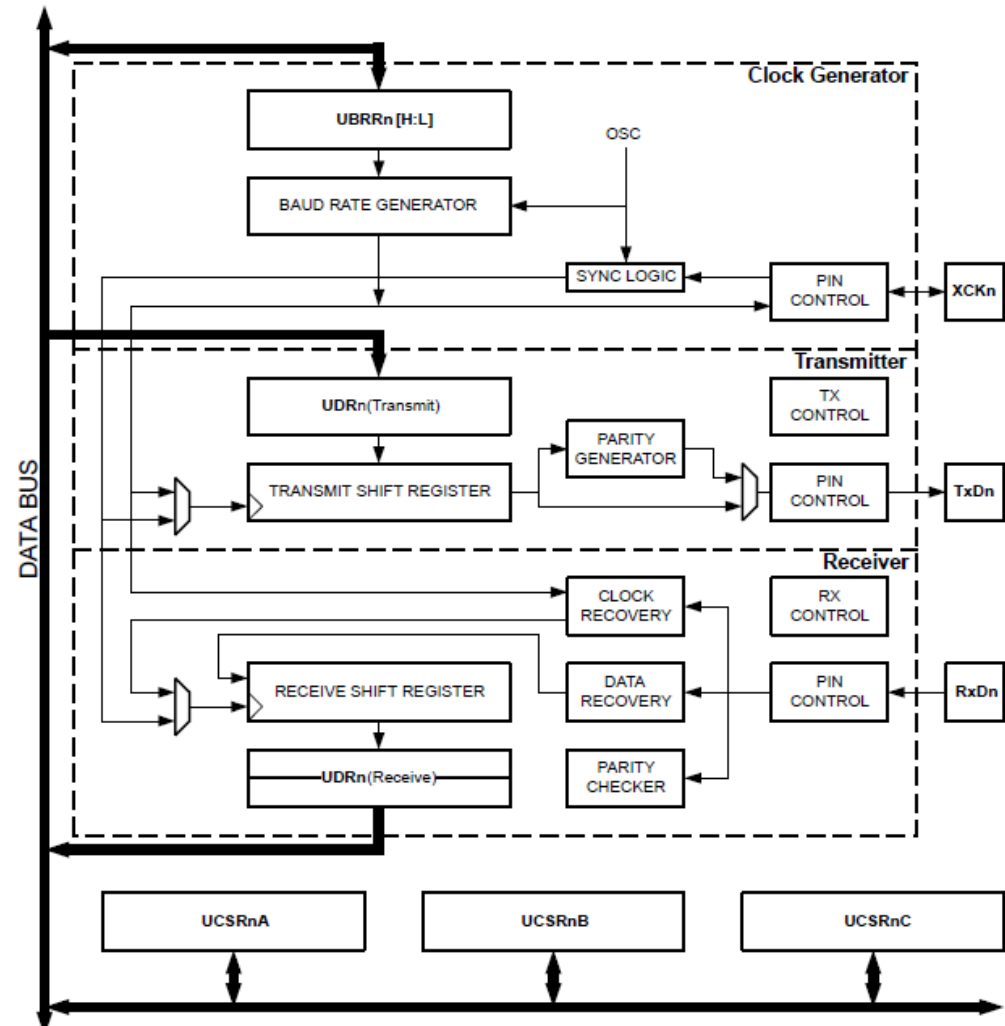 Clock Generator
UBRRn [H:L]
OSC
BAUD RATE GENERATOR
SYNC LOGIC
PIN
CONTROL
XCKn
Transmitter
UDRn(Transmit)
TX
CONTROL
PARITY
GENERATOR
TRANSMIT SHIFT REGISTER
PIN
CONTROL
TxDn
DATA BUS
Receiver
CLOCK
RECOVERY
RX
CONTROL
RECEIVE SHIFT REGISTER
DATA
RECOVERY
PIN
CONTROL
RxDn
UDRn(Receive)
PARITY
CHECKER
UCSRnA
UCSRnB
UCSRnC